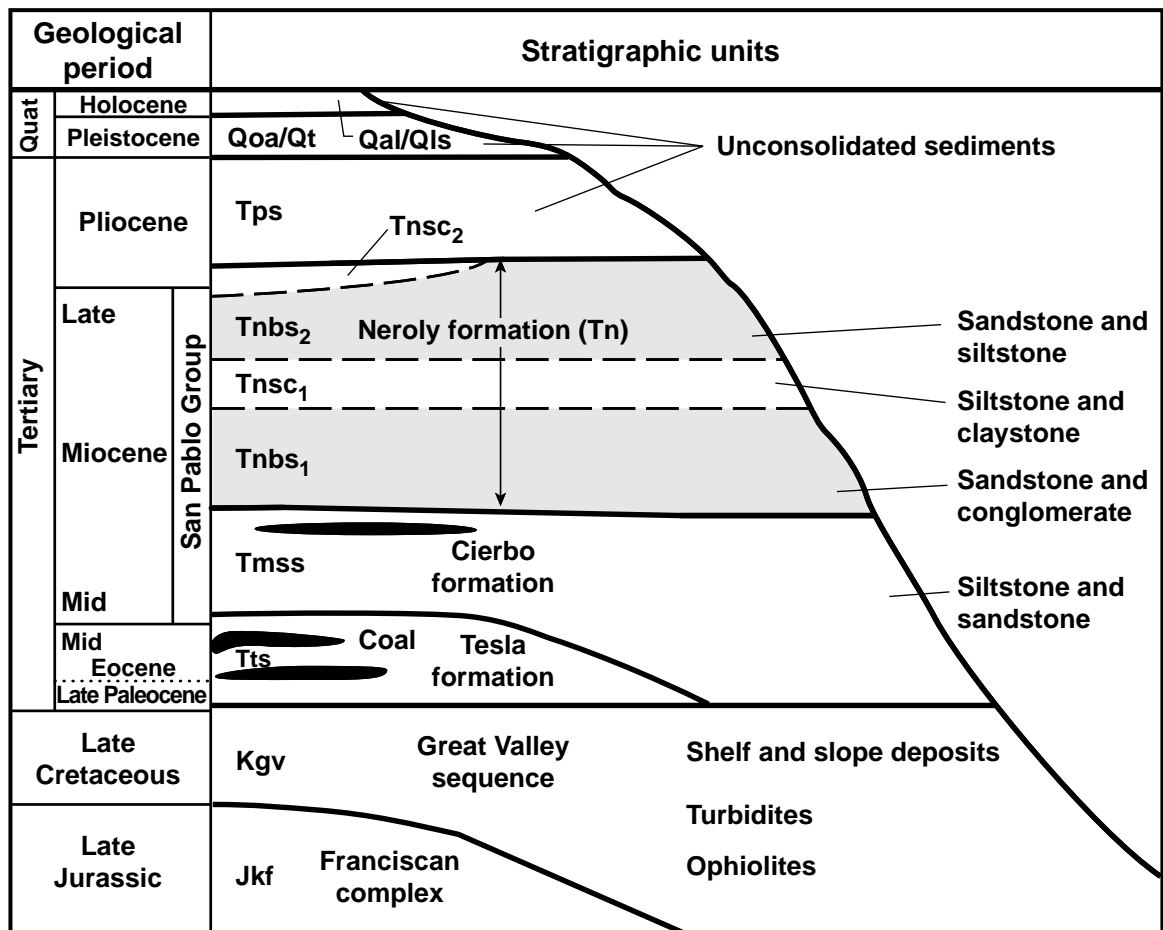 Geological
period
Stratigraphic units
Quat
Holocene
Pleistocene
Qoa/Qt
Qal/Qls
Unconsolidated sediments
Tertiary
Pliocene
Tps
Tnsc₂
Late
Miocene
Mid
San Pablo Group
Tnbs₂
Neroly formation (Tn)
Sandstone and
siltstone
Tnsc₁
Siltstone and
claystone
Tnbs₁
Sandstone and
conglomerate
Tmss
Cierbo
formation
Siltstone and
sandstone
Mid
Eocene
Late Paleocene
Coal
Tts
Tesla
formation
Late
Cretaceous
Kgv
Great Valley
sequence
Shelf and slope deposits
Turbidites
Ophiolites
Late
Jurassic
Jkf
Franciscan
complex